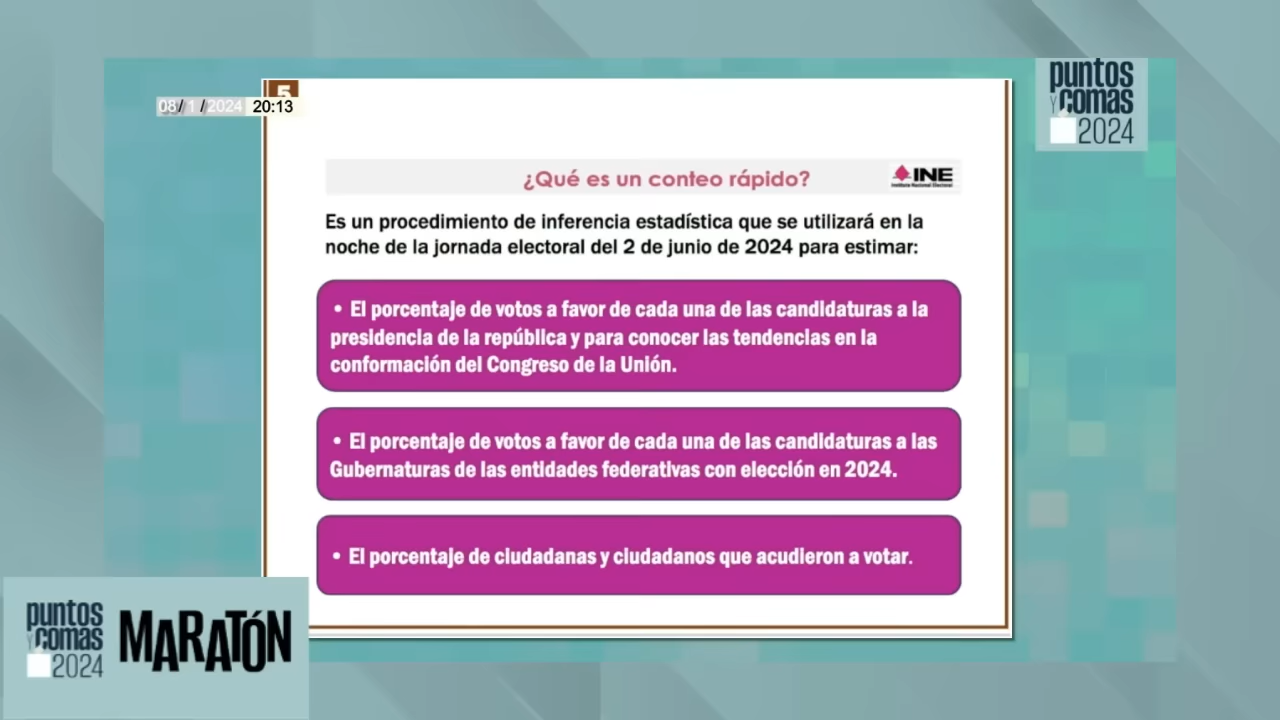 puntos
y comas
2024
5
08/ 1 /2024 20:13
¿Qué es un conteo rápido?
INE
Instituto Nacional Electoral
Es un procedimiento de inferencia estadística que se utilizará en la
noche de la jornada electoral del 2 de junio de 2024 para estimar:
• El porcentaje de votos a favor de cada una de las candidaturas a la
presidencia de la república y para conocer las tendencias en la
conformación del Congreso de la Unión.
• El porcentaje de votos a favor de cada una de las candidaturas a las
Gubernaturas de las entidades federativas con elección en 2024.
• El porcentaje de ciudadanas y ciudadanos que acudieron a votar.
puntos
y comas
2024
MARATÓN